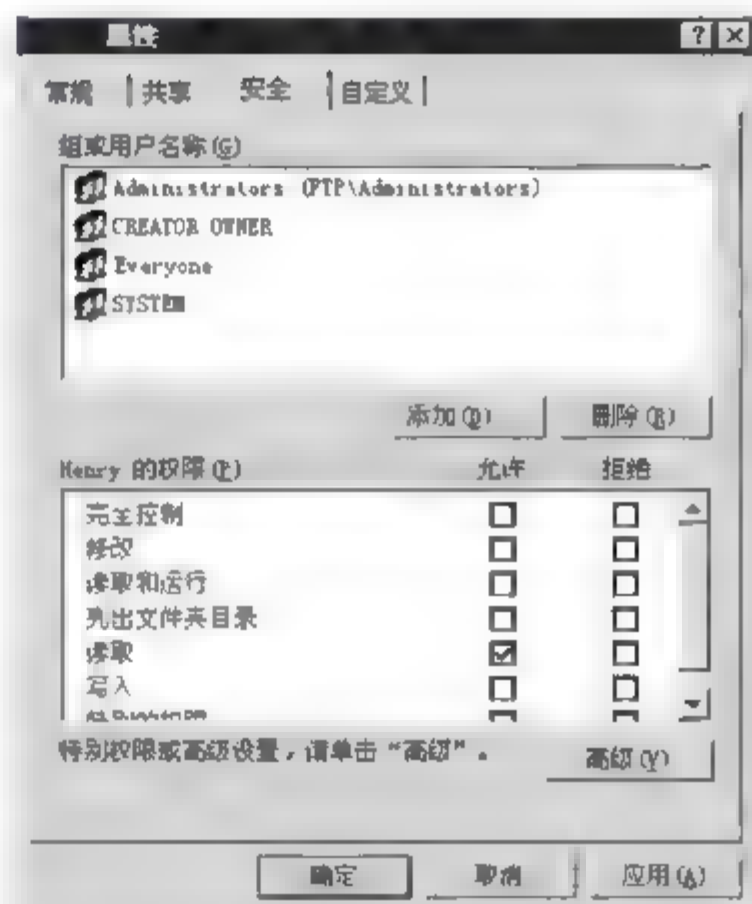 属性
常规 共享 安全 自定义
组或用户名称(G)
Administrators (FTP\Administrators)
CREATOR OWNER
Everyone
SYSTEM
添加(D) 删除(R)
Henry 的权限(P) 允许 拒绝
完全控制
修改
读取和运行
列出文件夹目录
读取
写入
特别权限或高级设置，请单击“高级”。 高级(V)
确定 取消 应用(A)